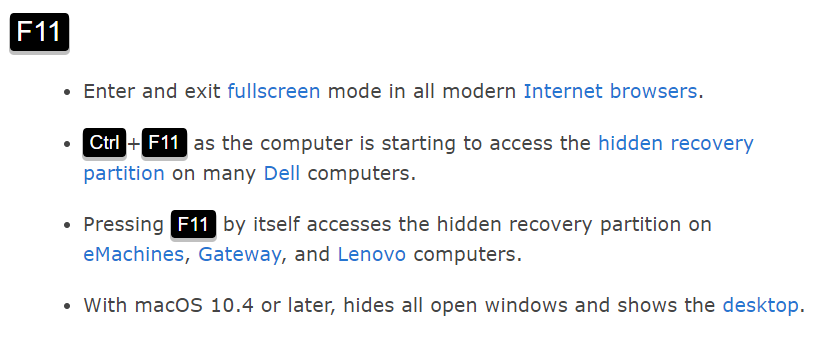 F11
• Enter and exit fullscreen mode in all modern Internet browsers.
• Ctrl+F11 as the computer is starting to access the hidden recovery
partition on many Dell computers.
• Pressing F11 by itself accesses the hidden recovery partition on
eMachines, Gateway, and Lenovo computers.
• With macOS 10.4 or later, hides all open windows and shows the desktop.